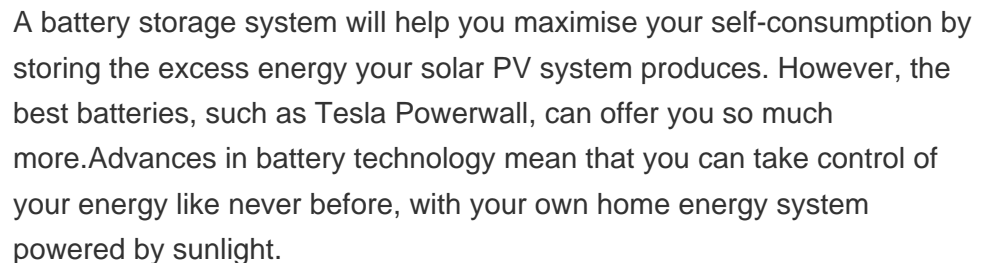 A battery storage system will help you maximise your self-consumption by
storing the excess energy your solar PV system produces. However, the
best batteries, such as Tesla Powerwall, can offer you so much
more.Advances in battery technology mean that you can take control of
your energy like never before, with your own home energy system
powered by sunlight.